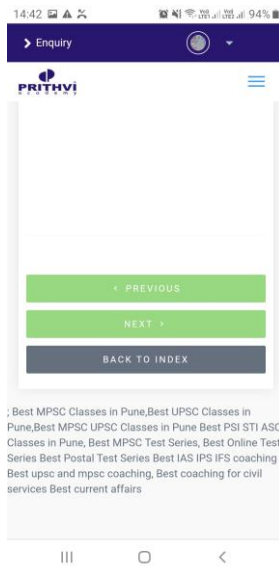 14:42 94%
Enquiry
PRITHVI
academy
‹ PREVIOUS
NEXT ›
BACK TO INDEX
; Best MPSC Classes in Pune,Best UPSC Classes in
Pune,Best MPSC UPSC Classes in Pune Best PSI STI ASO
Classes in Pune, Best MPSC Test Series, Best Online Test
Series Best Postal Test Series Best IAS IPS IFS coaching
Best upsc and mpsc coaching, Best coaching for civil
services Best current affairs